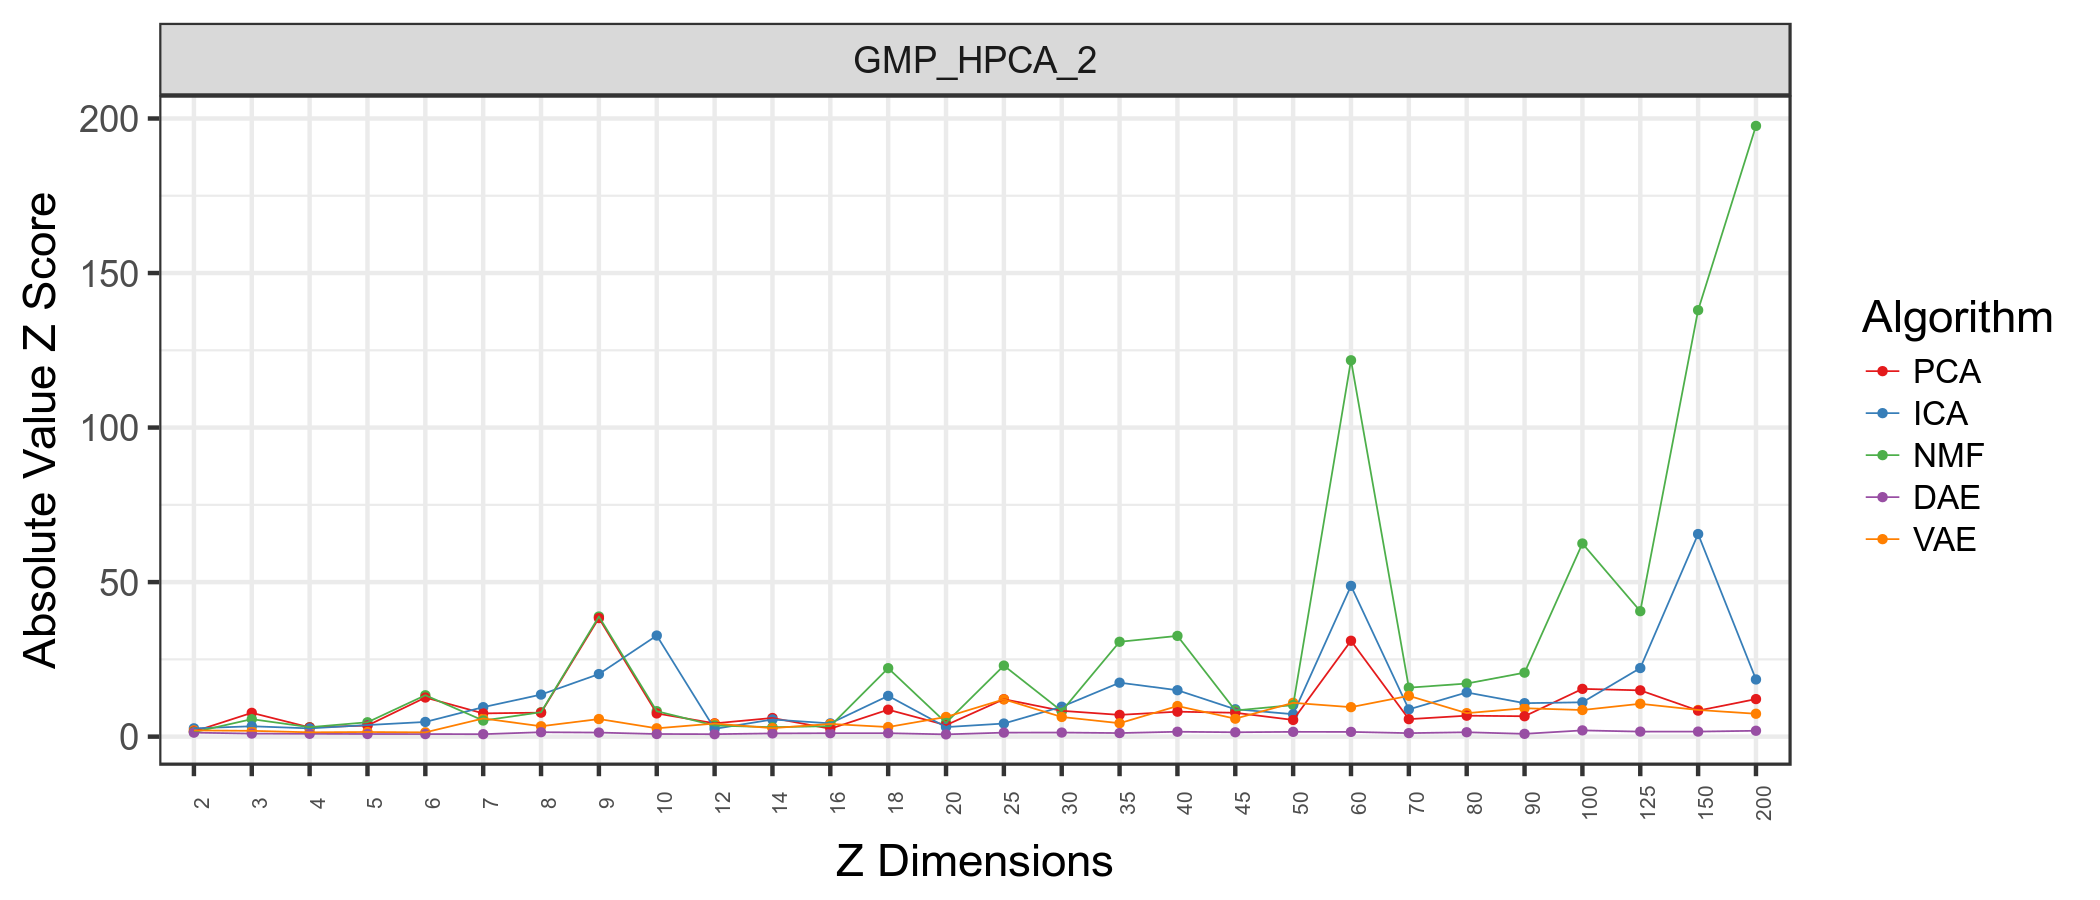 GMP_HPCA_2
Absolute Value Z Score
200
150
100
50
0
2 3 4 5 6 7 8 9 10 12 14 16 18 20 25 30 35 40 45 50 60 70 80 90 100 125 150 200
Z Dimensions
Algorithm
PCA
ICA
NMF
DAE
VAE